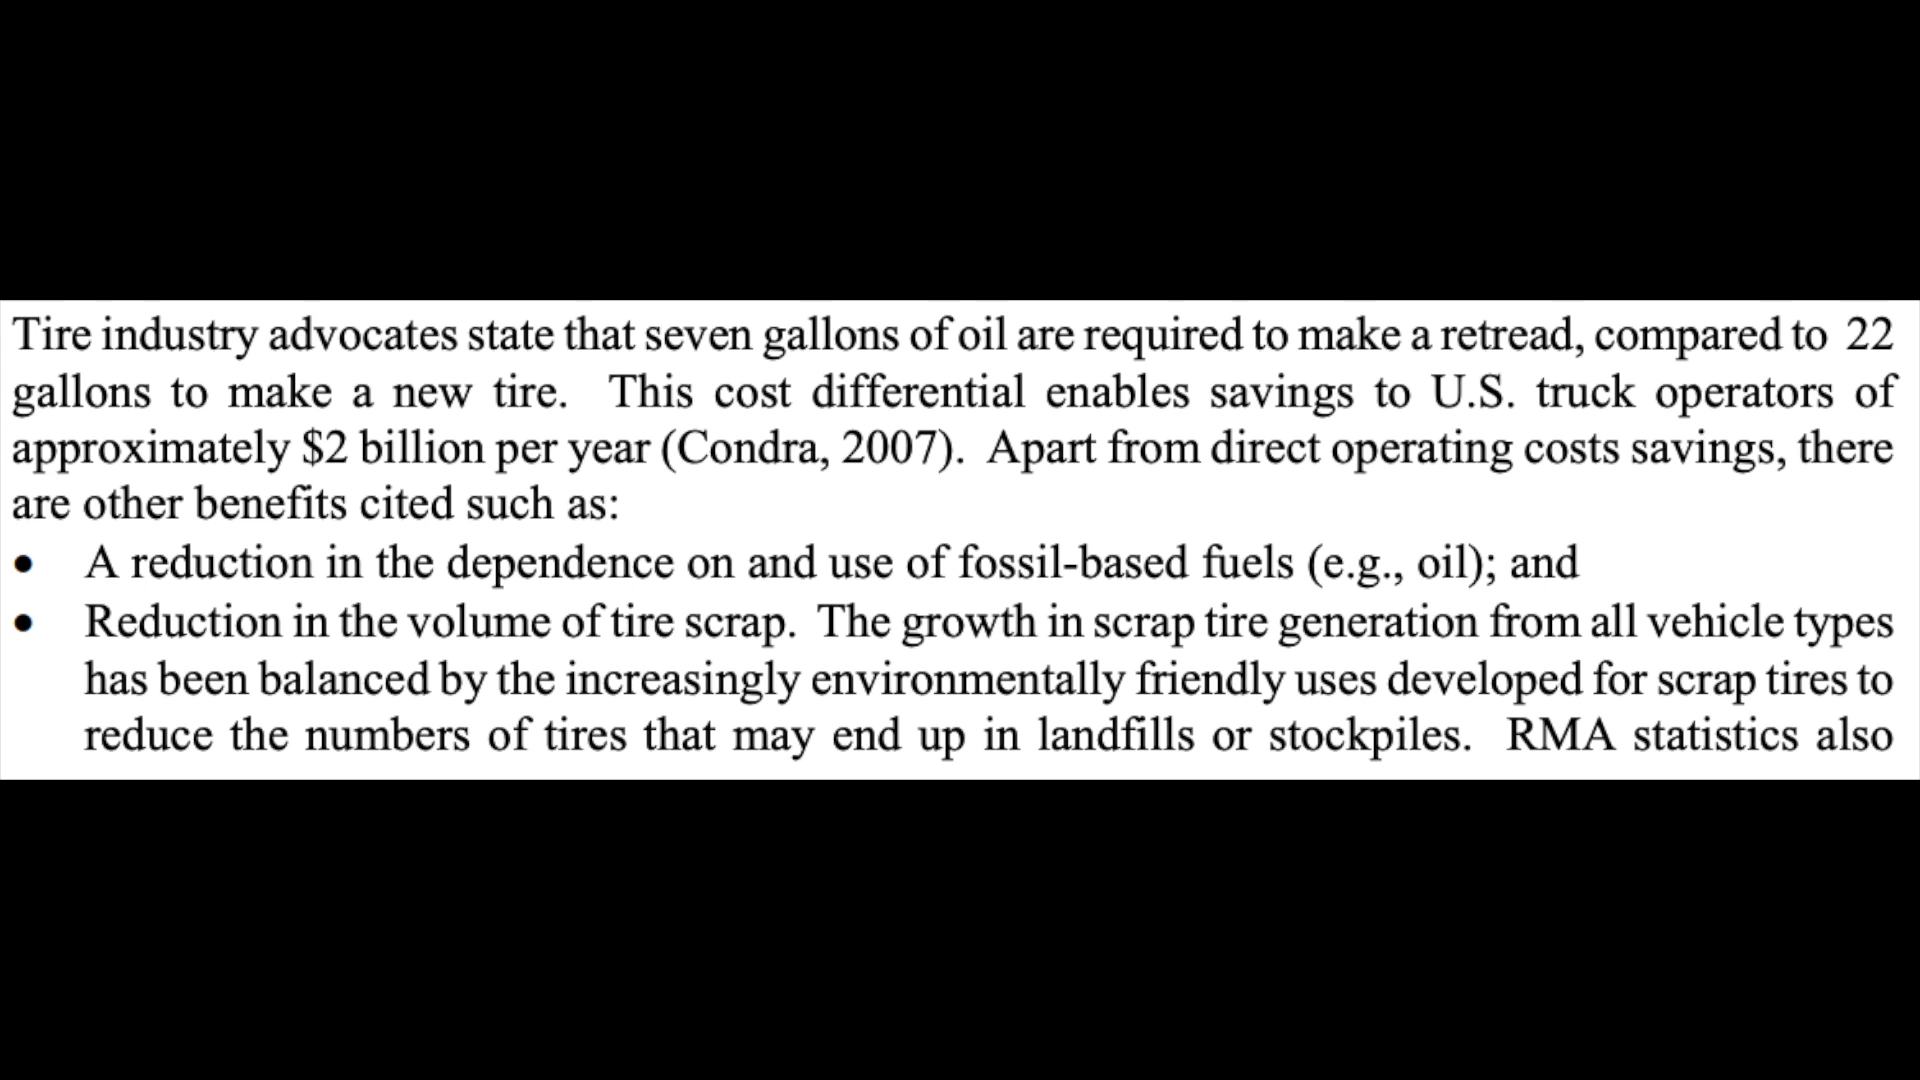 Tire industry advocates state that seven gallons of oil are required to make a retread, compared to 22
gallons to make a new tire. This cost differential enables savings to U.S. truck operators of
approximately $2 billion per year (Condra, 2007). Apart from direct operating costs savings, there
are other benefits cited such as:
• A reduction in the dependence on and use of fossil-based fuels (e.g., oil); and
• Reduction in the volume of tire scrap. The growth in scrap tire generation from all vehicle types
has been balanced by the increasingly environmentally friendly uses developed for scrap tires to
reduce the numbers of tires that may end up in landfills or stockpiles. RMA statistics also